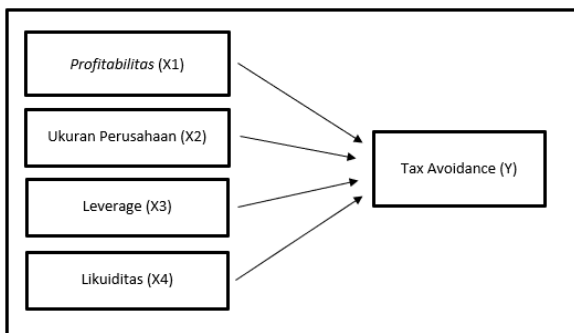 Profitabilitas (X1)
Ukuran Perusahaan (X2)
Leverage (X3)
Likuiditas (X4)
Tax Avoidance (Y)